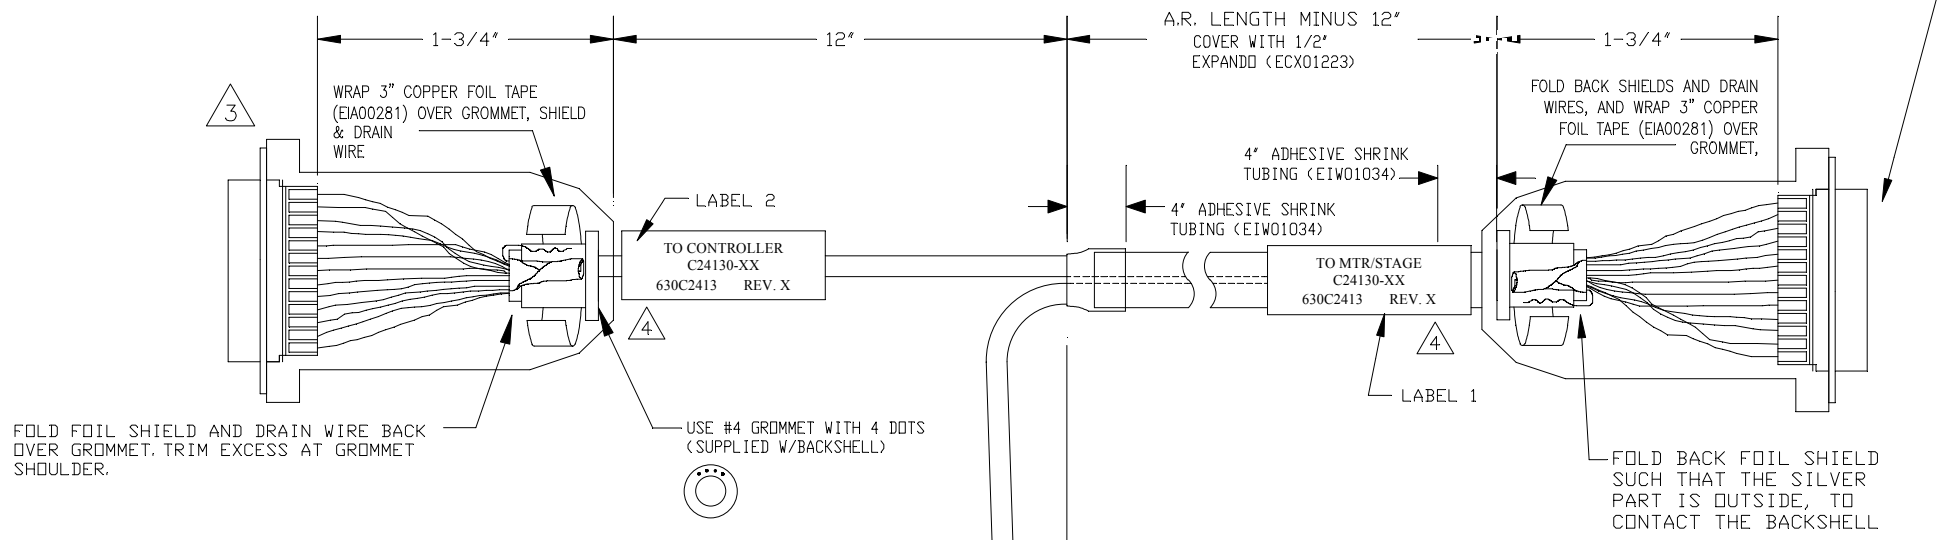 1-3/4"
12"
A.R. LENGTH MINUS 12"
COVER WITH 1/2"
EXPANDO (ECX01223)
1-3/4"
3
WRAP 3" COPPER FOIL TAPE
(EIA00281) OVER GROMMET, SHIELD
& DRAIN
WIRE
FOLD BACK SHIELDS AND DRAIN
WIRES, AND WRAP 3" COPPER
FOIL TAPE (EIA00281) OVER
GROMMET,
4" ADHESIVE SHRINK
TUBING (EIW01034)
4" ADHESIVE SHRINK
TUBING (EIW01034)
LABEL 2
TO CONTROLLER
C24130-XX
630C2413 REV. X
4
TO MTR/STAGE
C24130-XX
630C2413 REV. X
4
LABEL 1
FOLD FOIL SHIELD AND DRAIN WIRE BACK
OVER GROMMET. TRIM EXCESS AT GROMMET
SHOULDER.
USE #4 GROMMET WITH 4 DOTS
(SUPPLIED W/BACKSHELL)
FOLD BACK FOIL SHIELD
SUCH THAT THE SILVER
PART IS OUTSIDE, TO
CONTACT THE BACKSHELL